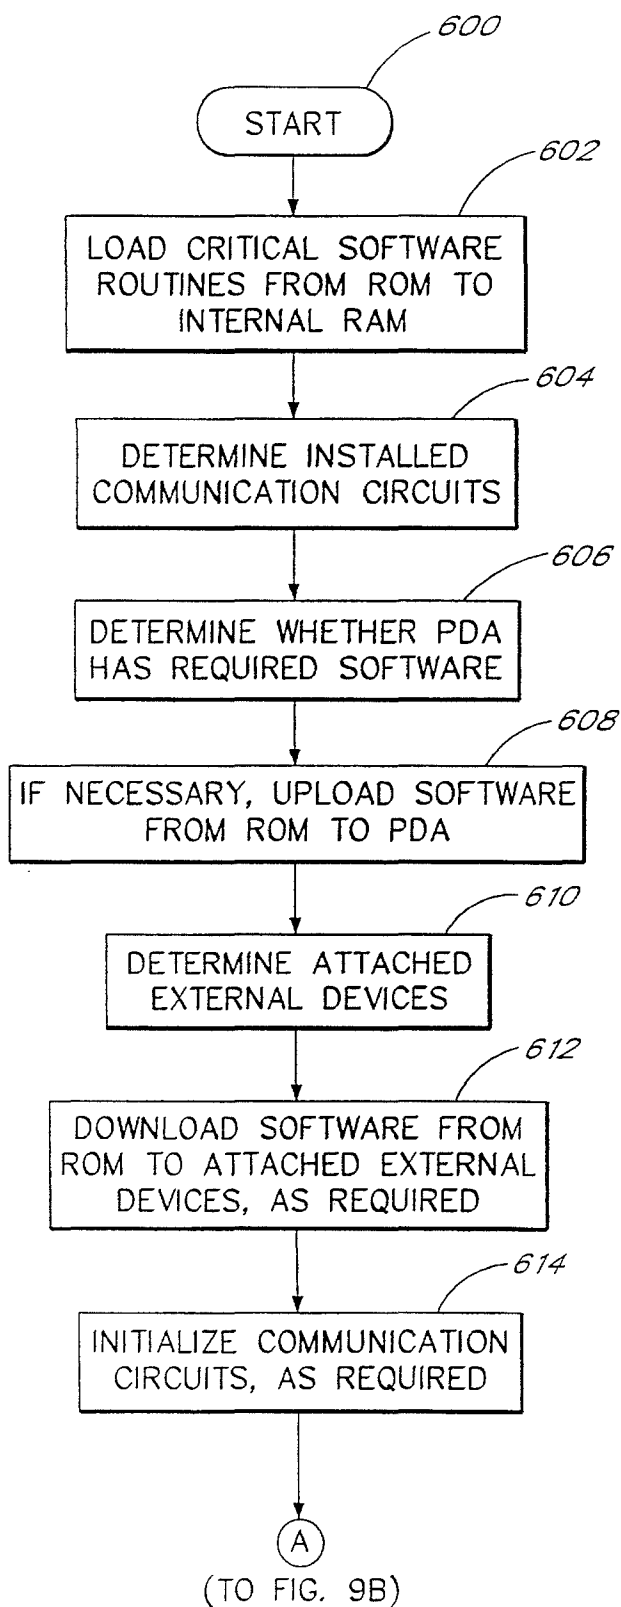 600
START
602
LOAD CRITICAL SOFTWARE
ROUTINES FROM ROM TO
INTERNAL RAM
604
DETERMINE INSTALLED
COMMUNICATION CIRCUITS
606
DETERMINE WHETHER PDA
HAS REQUIRED SOFTWARE
608
IF NECESSARY, UPLOAD SOFTWARE
FROM ROM TO PDA
610
DETERMINE ATTACHED
EXTERNAL DEVICES
612
DOWNLOAD SOFTWARE FROM
ROM TO ATTACHED EXTERNAL
DEVICES, AS REQUIRED
614
INITIALIZE COMMUNICATION
CIRCUITS, AS REQUIRED
A
(TO FIG. 9B)